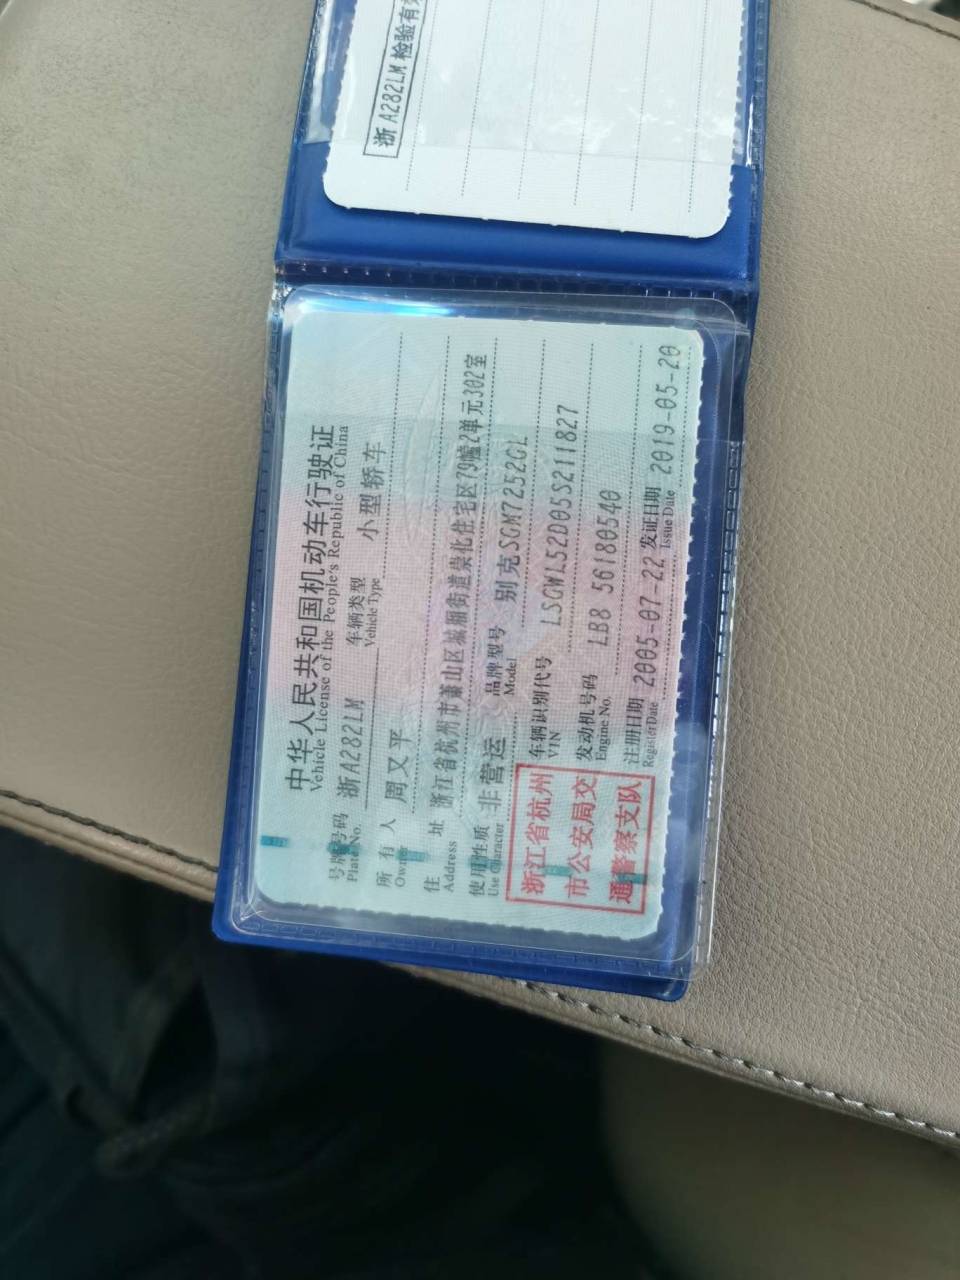 浙A282LM 检验有效
中华人民共和国机动车行驶证
Vehicle License of the People's Republic of China
号牌号码 浙A282LM 车辆类型 小型轿车
Plate No. Vehicle Type
所有人 周又平
Owner
住址 浙江省杭州市萧山区城厢街道崇化住宅区79幢2单元302室
Address
使用性质 非营运 品牌型号 别克SGM7252GL
Use Character Model
车辆识别代号 LSGWL52D05S211827
VIN
发动机号码 LB8 56180540
Engine No.
注册日期 2005-07-22 发证日期 2019-05-20
Register Date Issue Date
浙江省杭州
市公安局交
通警察支队